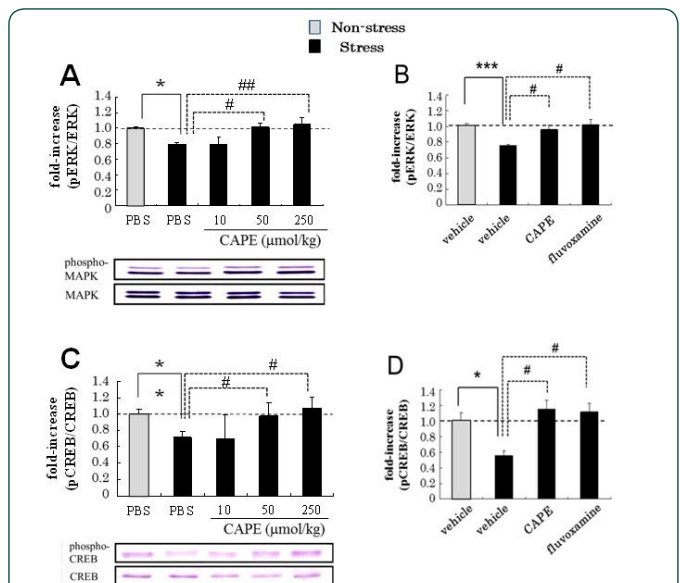 Non-stress
Stress
A
*
##
#
fold-increase
(pERK/ERK)
1.4
1.2
1.0
0.8
0.6
0.4
0.2
0
PBS PBS 10 50 250
CAPE (μmol/kg)
phospho-
MAPK
MAPK
B
***
#
#
fold-increase
(pERK/ERK)
1.4
1.2
1.0
0.8
0.6
0.4
0.2
0
vehicle vehicle CAPE fluvoxamine
C
*
#
*
#
fold-increase
(pCREB/CREB)
1.4
1.2
1.0
0.8
0.6
0.4
0.2
0
PBS PBS 10 50 250
CAPE (μmol/kg)
phospho-
CREB
CREB
D
#
*
#
fold-increase
(pCREB/CREB)
1.4
1.2
1.0
0.8
0.6
0.4
0.2
0
vehicle vehicle CAPE fluvoxamine